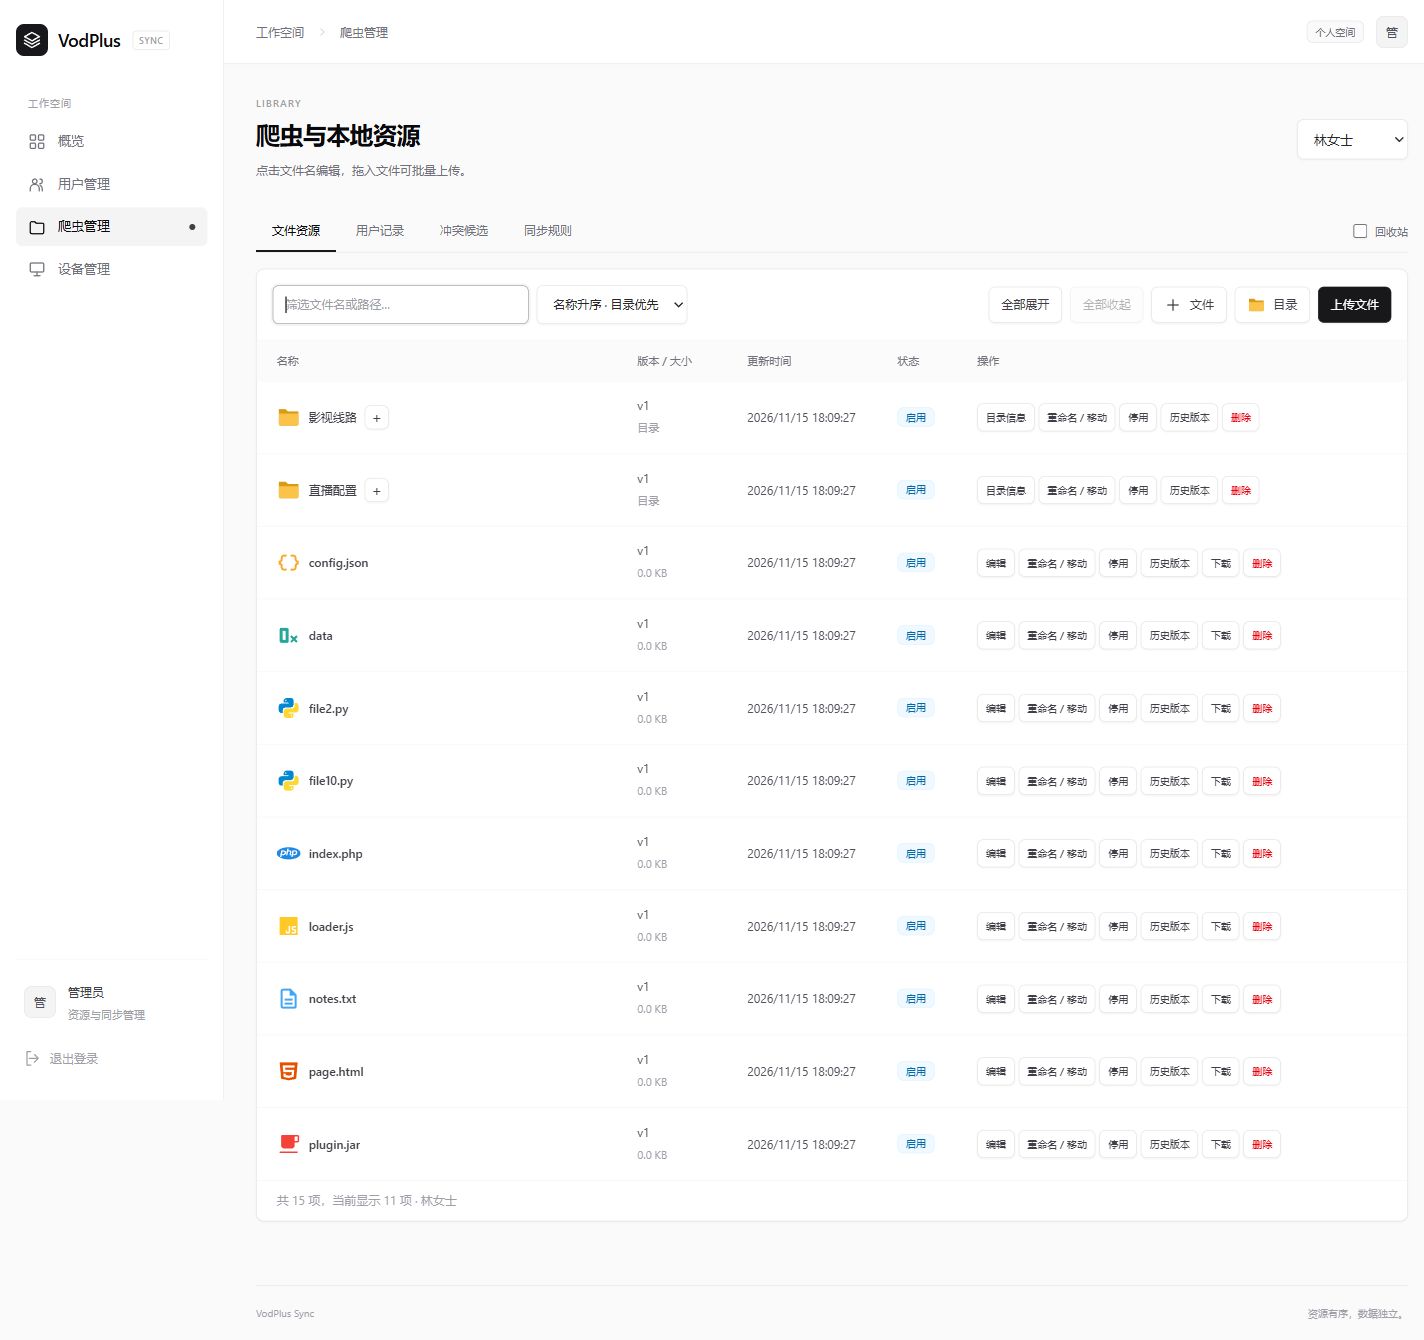 VodPlus SYNC
工作空间
概览
用户管理
爬虫管理
设备管理
管
管理员
资源与同步管理
退出登录
工作空间 爬虫管理
个人空间 管
LIBRARY
爬虫与本地资源
点击文件名编辑，拖入文件可批量上传。
林女士
文件资源 用户记录 冲突候选 同步规则 回收站
筛选文件名或路径... 名称升序 · 目录优先 全部展开 全部收起 文件 目录 上传文件
名称 版本 / 大小 更新时间 状态 操作
影视线路 + v1 目录 2026/11/15 18:09:27 启用 目录信息 重命名 / 移动 停用 历史版本 删除
直播配置 + v1 目录 2026/11/15 18:09:27 启用 目录信息 重命名 / 移动 停用 历史版本 删除
config.json v1 0.0 KB 2026/11/15 18:09:27 启用 编辑 重命名 / 移动 停用 历史版本 下载 删除
data v1 0.0 KB 2026/11/15 18:09:27 启用 编辑 重命名 / 移动 停用 历史版本 下载 删除
file2.py v1 0.0 KB 2026/11/15 18:09:27 启用 编辑 重命名 / 移动 停用 历史版本 下载 删除
file10.py v1 0.0 KB 2026/11/15 18:09:27 启用 编辑 重命名 / 移动 停用 历史版本 下载 删除
php index.php v1 0.0 KB 2026/11/15 18:09:27 启用 编辑 重命名 / 移动 停用 历史版本 下载 删除
JS loader.js v1 0.0 KB 2026/11/15 18:09:27 启用 编辑 重命名 / 移动 停用 历史版本 下载 删除
notes.txt v1 0.0 KB 2026/11/15 18:09:27 启用 编辑 重命名 / 移动 停用 历史版本 下载 删除
page.html v1 0.0 KB 2026/11/15 18:09:27 启用 编辑 重命名 / 移动 停用 历史版本 下载 删除
plugin.jar v1 0.0 KB 2026/11/15 18:09:27 启用 编辑 重命名 / 移动 停用 历史版本 下载 删除
共 15 项，当前显示 11 项 · 林女士
VodPlus Sync 资源有序，数据独立。